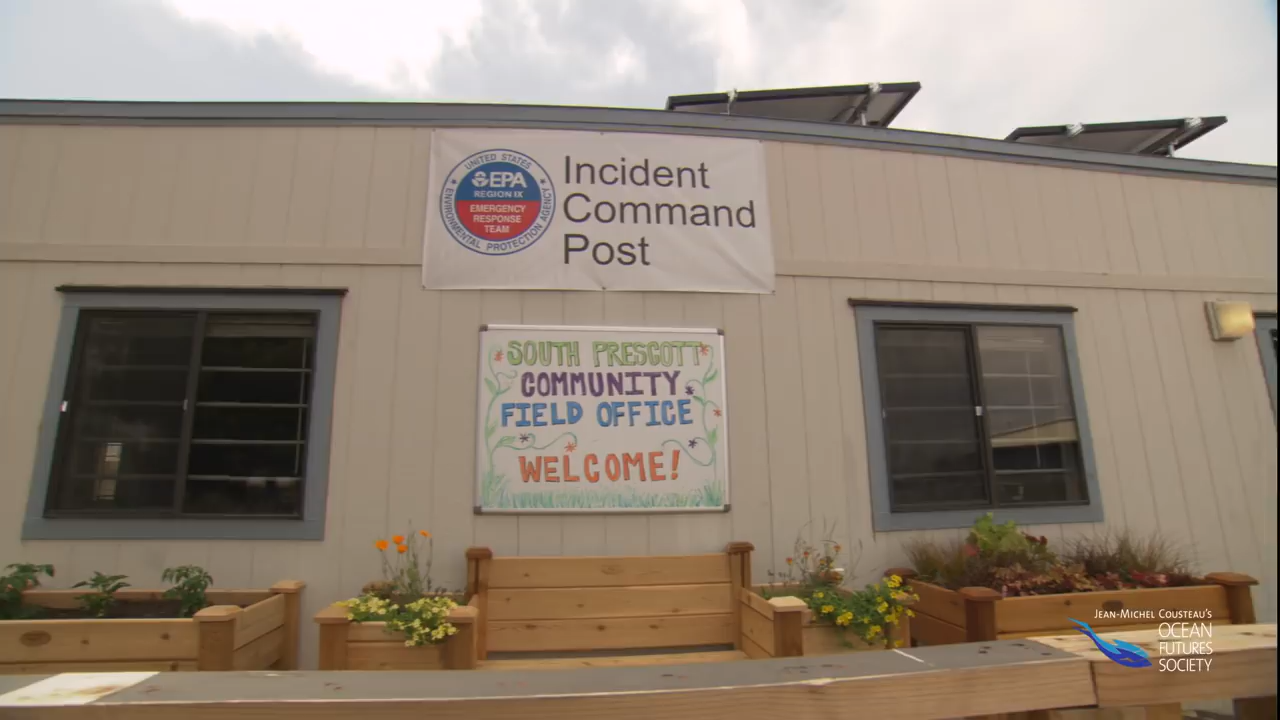 UNITED STATES
EPA
REGION IX
EMERGENCY
RESPONSE
TEAM
ENVIRONMENTAL PROTECTION AGENCY
Incident
Command
Post
SOUTH PRESCOTT
COMMUNITY
FIELD OFFICE
WELCOME!
JEAN-MICHEL COUSTEAU'S
OCEAN
FUTURES
SOCIETY